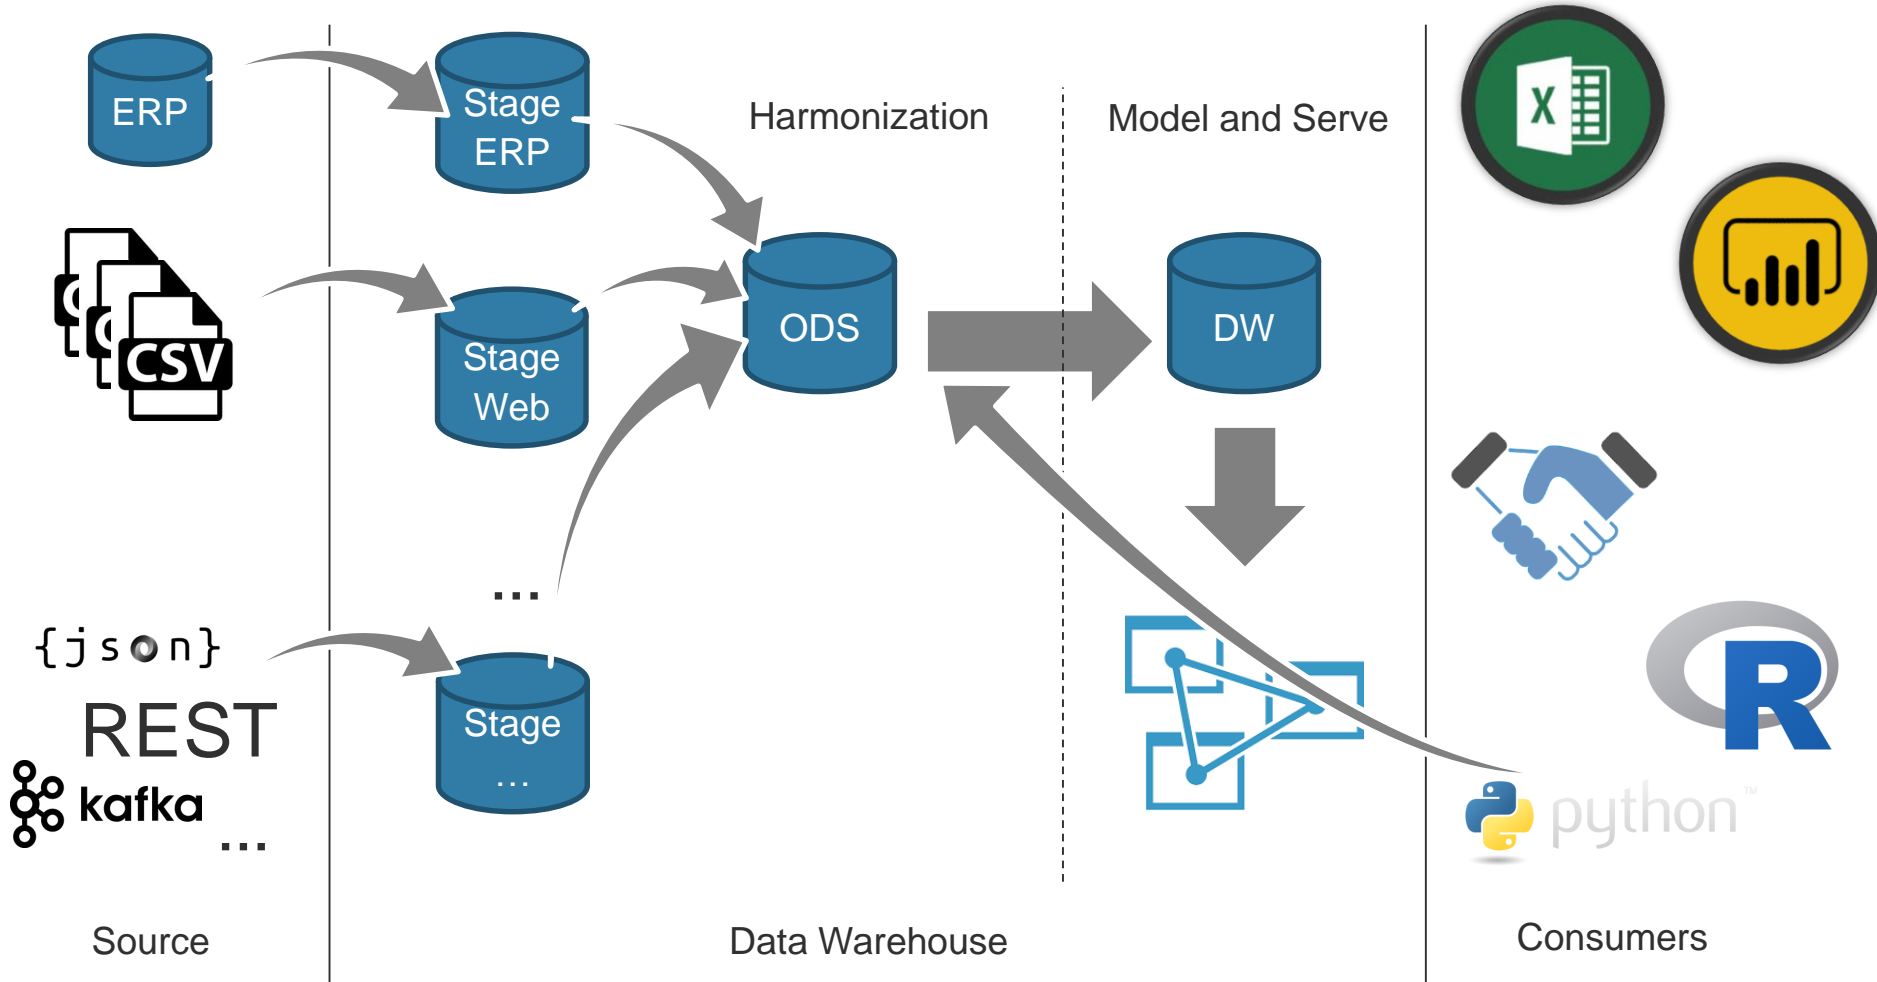 ERP
Stage
ERP
Harmonization
Model and Serve
X
CSV
Stage
Web
ODS
DW
...
{json}
REST
kafka
...
Stage
...
R
python™
Source
Data Warehouse
Consumers